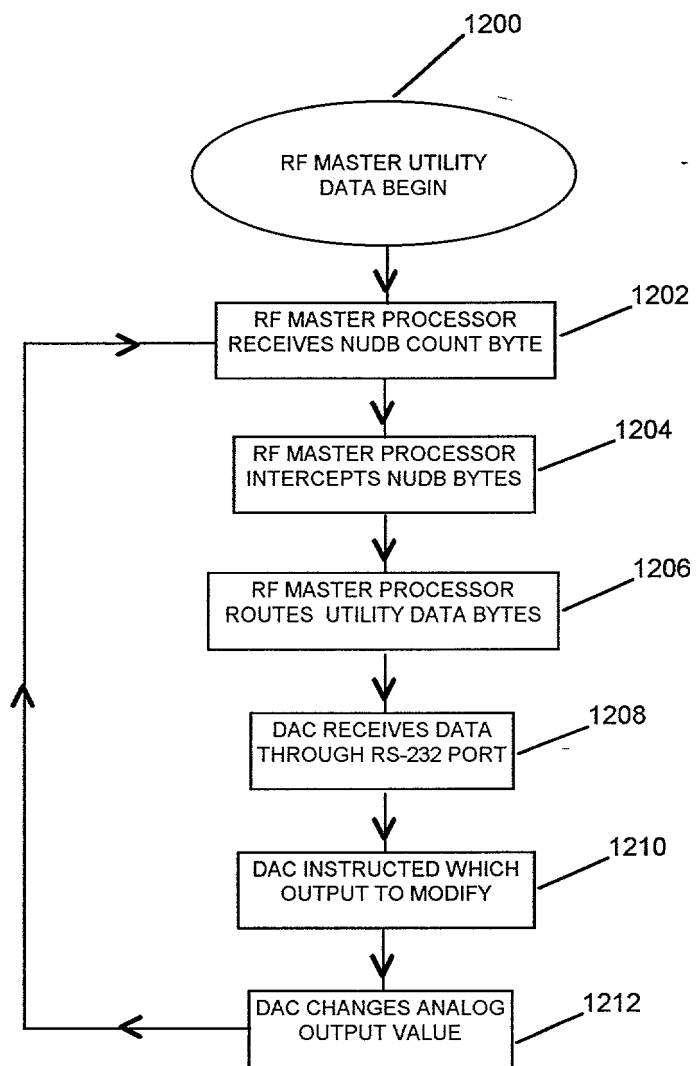 1200
RF MASTER UTILITY
DATA BEGIN
1202
RF MASTER PROCESSOR
RECEIVES NUDB COUNT BYTE
1204
RF MASTER PROCESSOR
INTERCEPTS NUDB BYTES
1206
RF MASTER PROCESSOR
ROUTES UTILITY DATA BYTES
1208
DAC RECEIVES DATA
THROUGH RS-232 PORT
1210
DAC INSTRUCTED WHICH
OUTPUT TO MODIFY
1212
DAC CHANGES ANALOG
OUTPUT VALUE